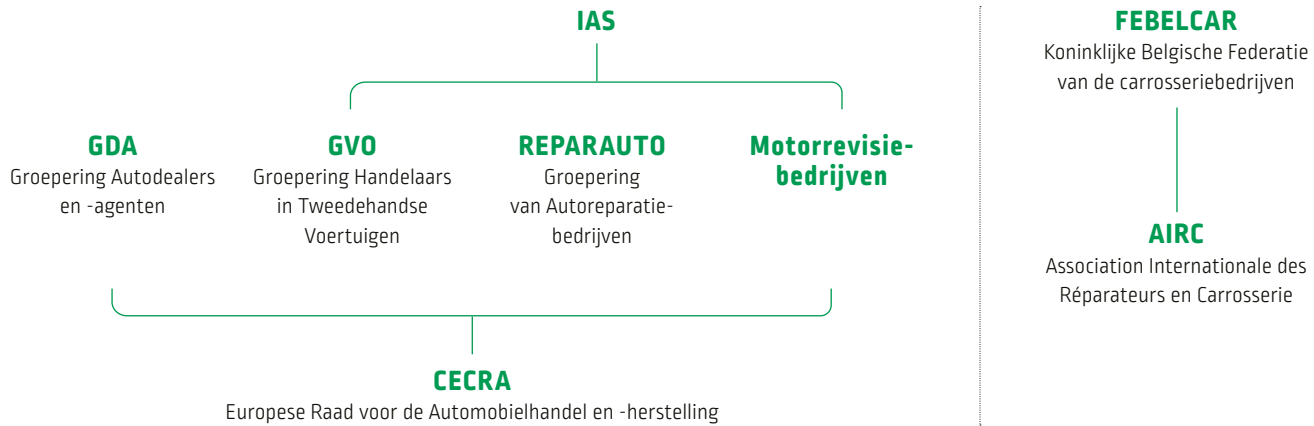 IAS
GDA
Groepering Autodealers
en -agenten
GVO
Groepering Handelaars
in Tweedehandse
Voertuigen
REPARAUTO
Groepering
van Autoreparatie-
bedrijven
Motorrevisie-
bedrijven
CECRA
Europese Raad voor de Automobielhandel en -herstelling
FEBELCAR
Koninklijke Belgische Federatie
van de carrosseriebedrijven
AIRC
Association Internationale des
Réparateurs en Carrosserie